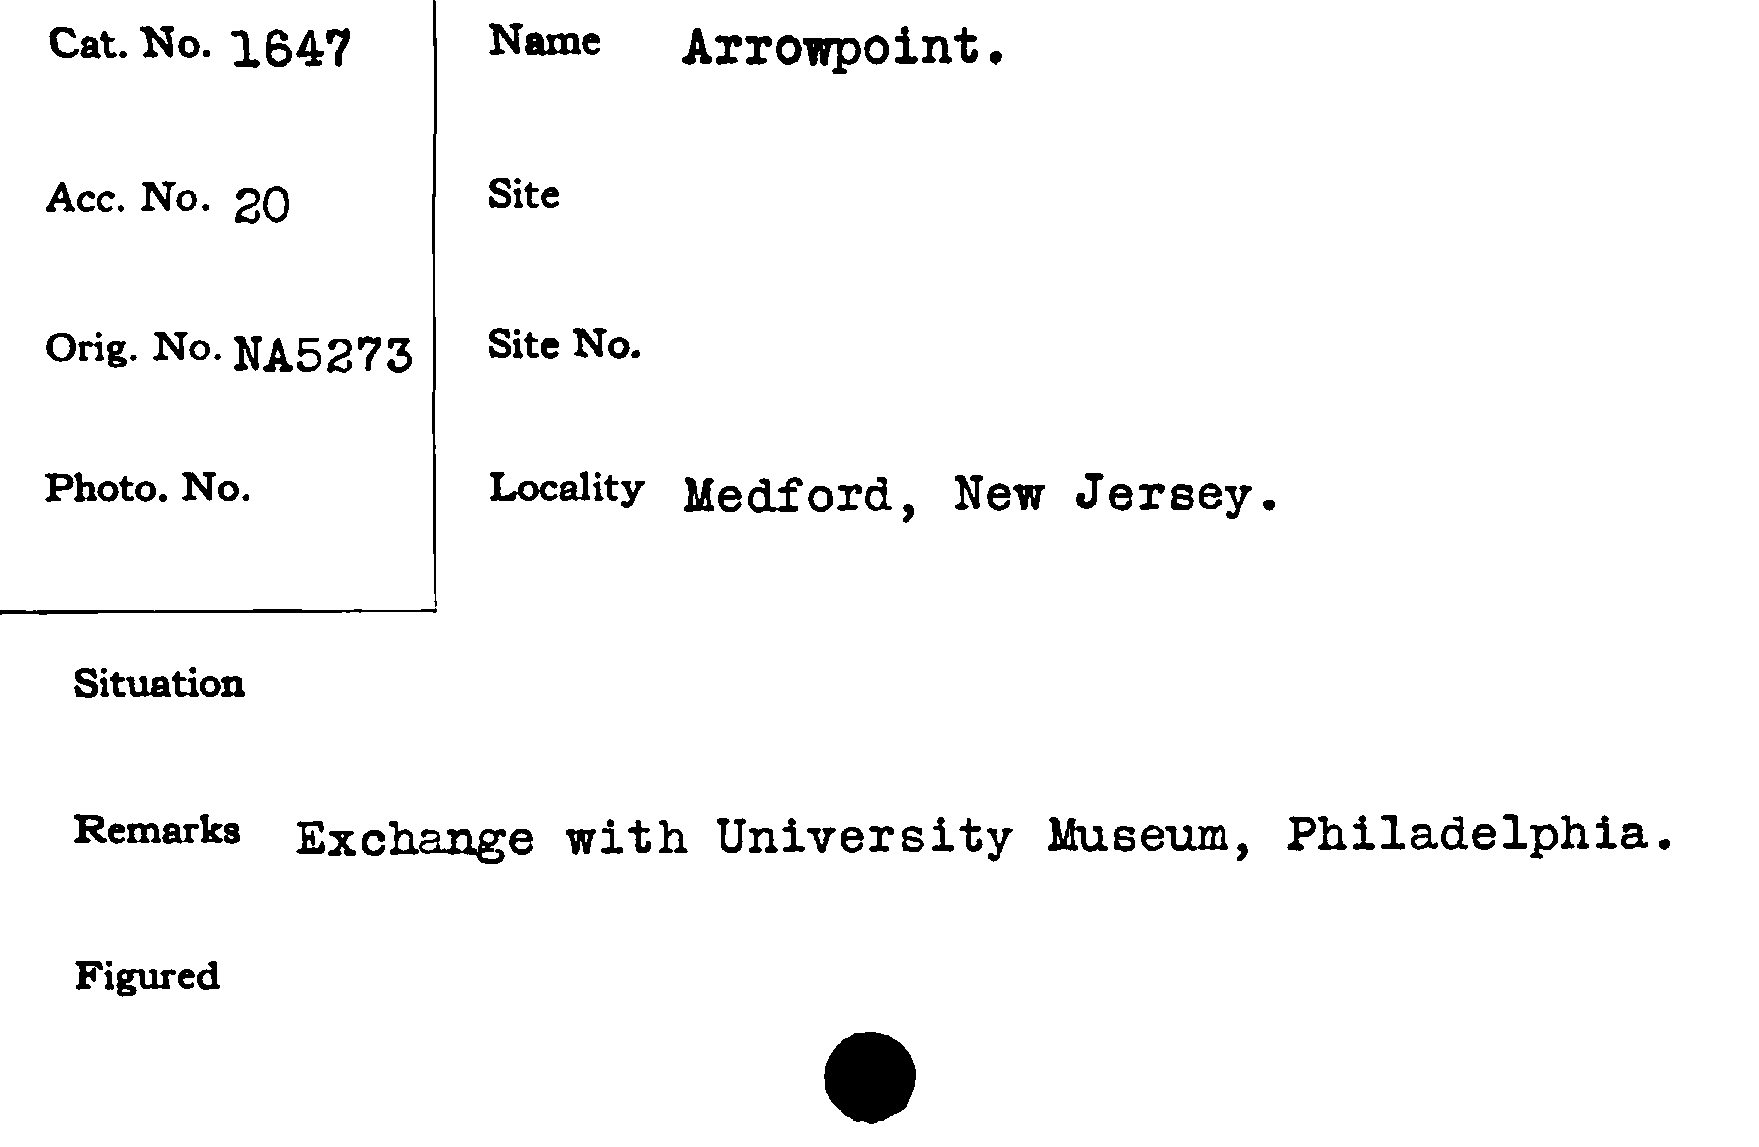 Cat. No. 1647
Name Arrowpoint.
Acc. No. 20
Site
Orig. No. NA5273
Site No.
Photo. No.
Locality Medford, New Jersey.
Situation
Remarks Exchange with University Museum, Philadelphia.
Figured